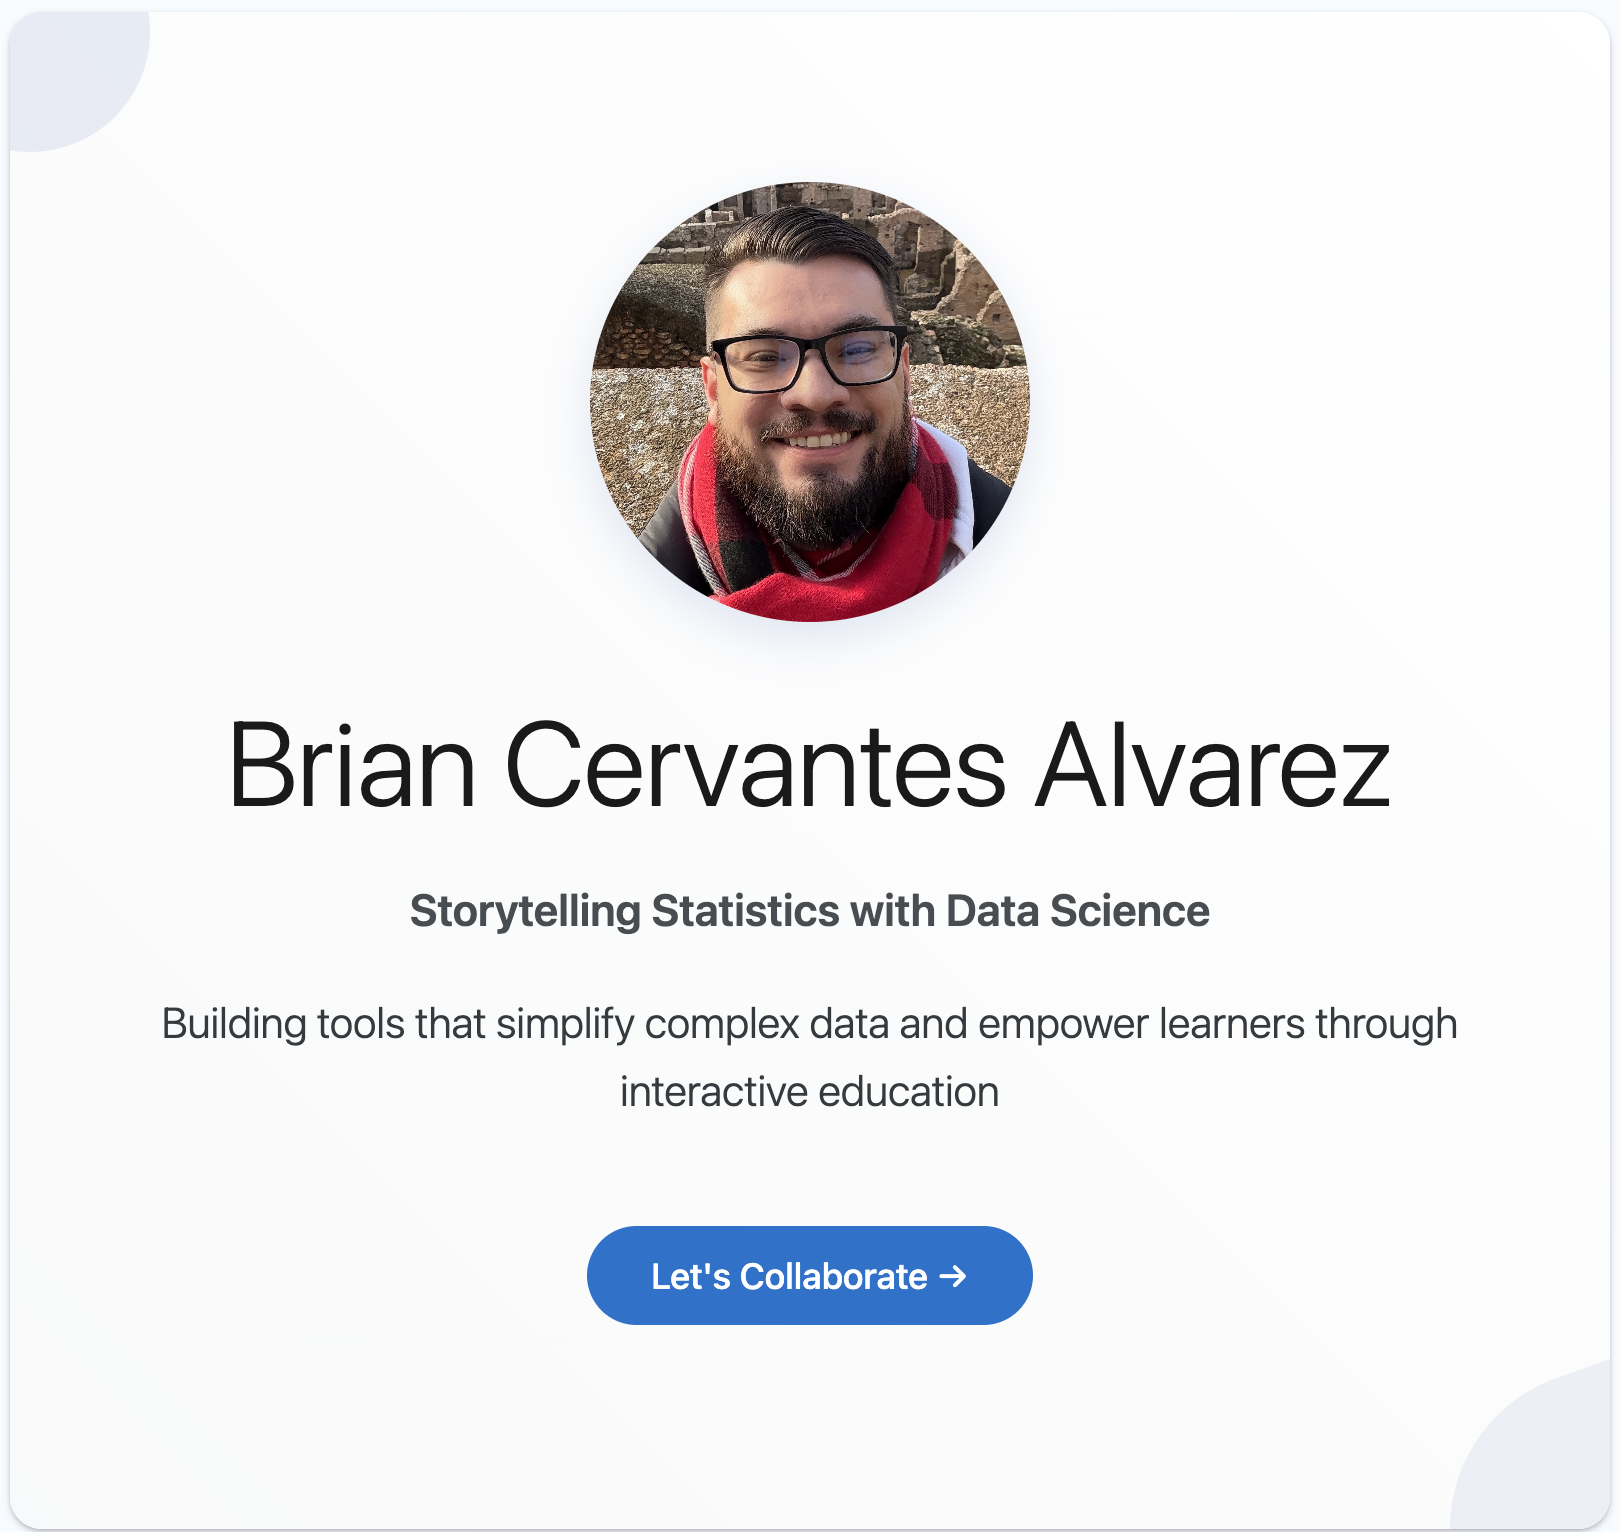 Brian Cervantes Alvarez
Storytelling Statistics with Data Science
Building tools that simplify complex data and empower learners through
interactive education
Let's Collaborate →